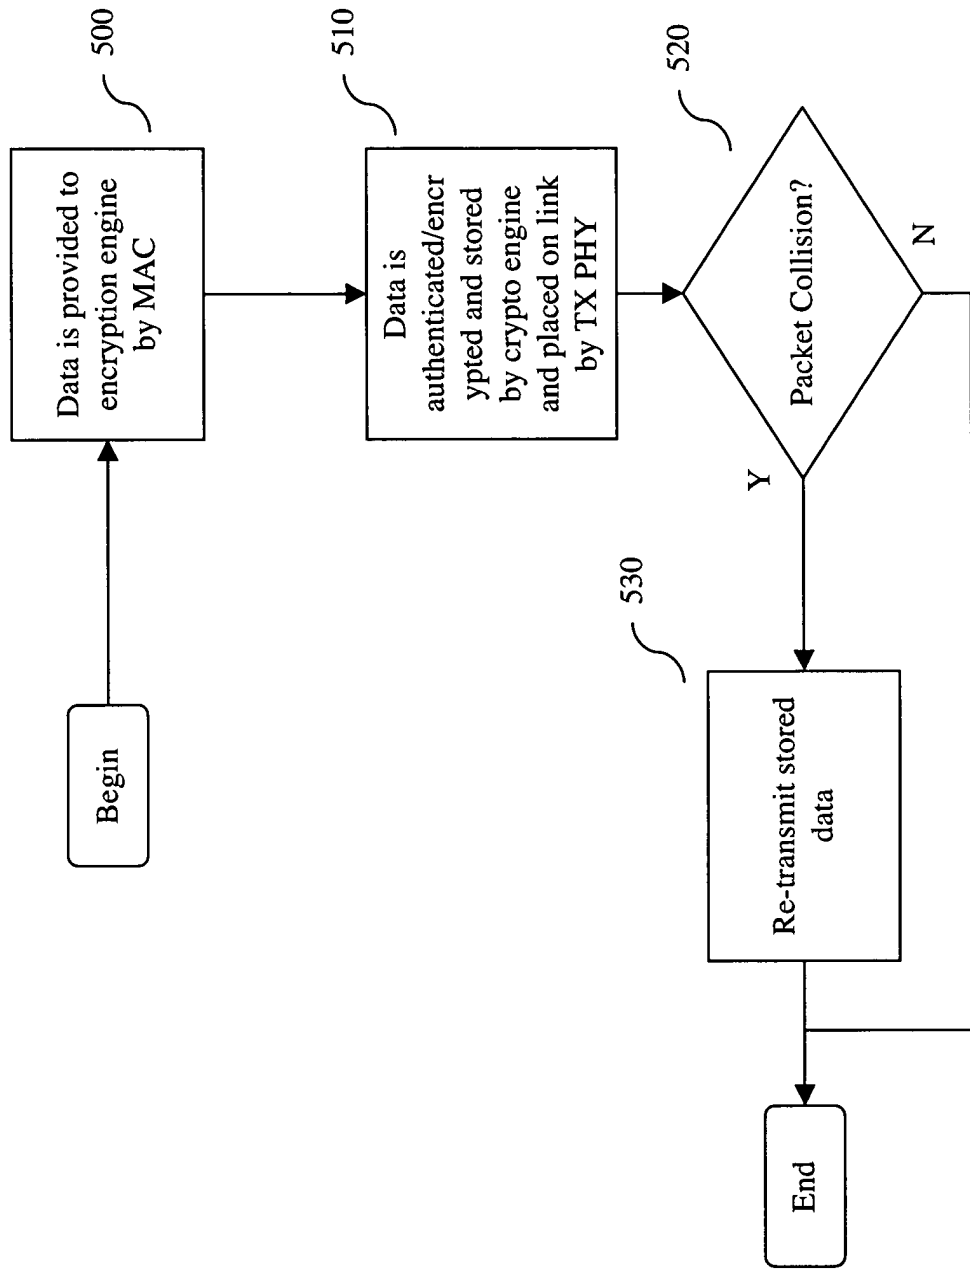 Begin
Data is provided to
encryption engine
by MAC
500
Data is
authenticated/encr
ypted and stored
by crypto engine
and placed on link
by TX PHY
510
Packet Collision?
520
Y
N
Re-transmit stored
data
530
End